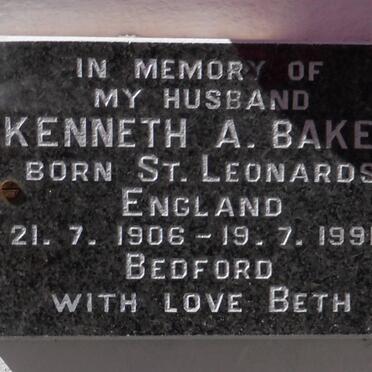 IN MEMORY OF
MY HUSBAND
KENNETH A. BAKE
BORN ST. LEONARDS
ENGLAND
21. 7. 1906 – 19. 7. 1991
BEDFORD
WITH LOVE BETH